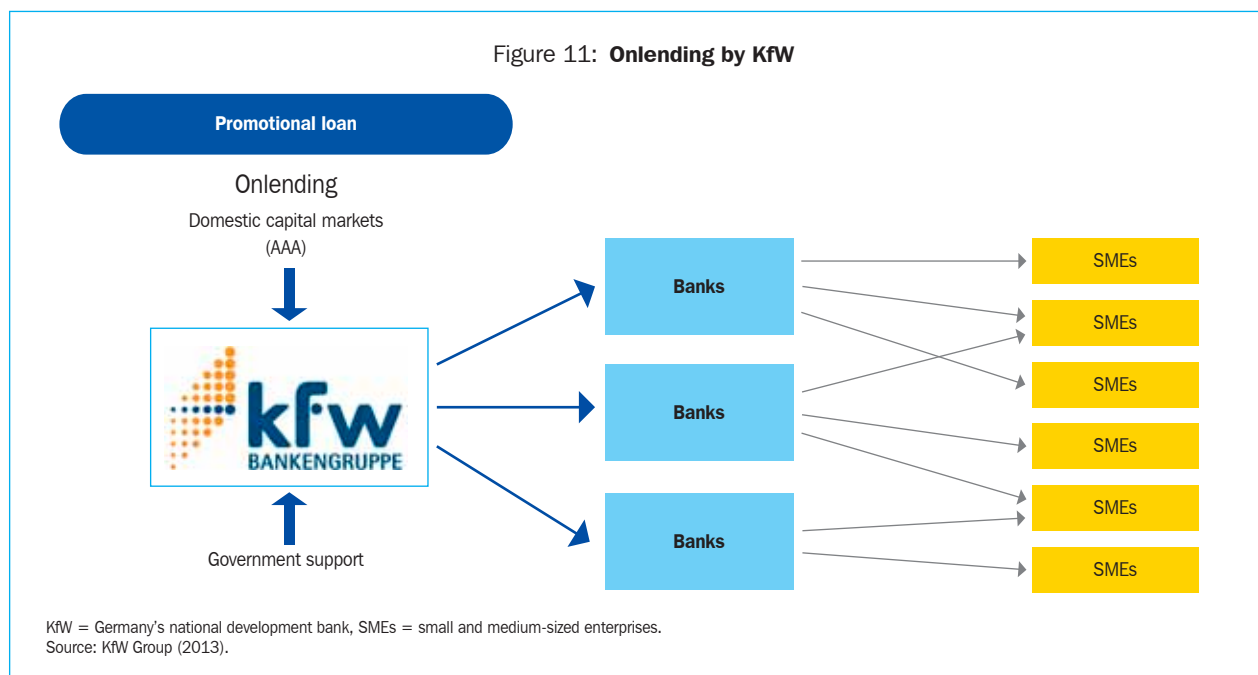 Figure 11: Onlending by KfW
Promotional loan
Onlending
Domestic capital markets
(AAA)
kfw
BANKENGRUPPE
Government support
Banks
Banks
Banks
SMEs
SMEs
SMEs
SMEs
SMEs
SMEs
KfW = Germany's national development bank, SMEs = small and medium-sized enterprises.
Source: KfW Group (2013).